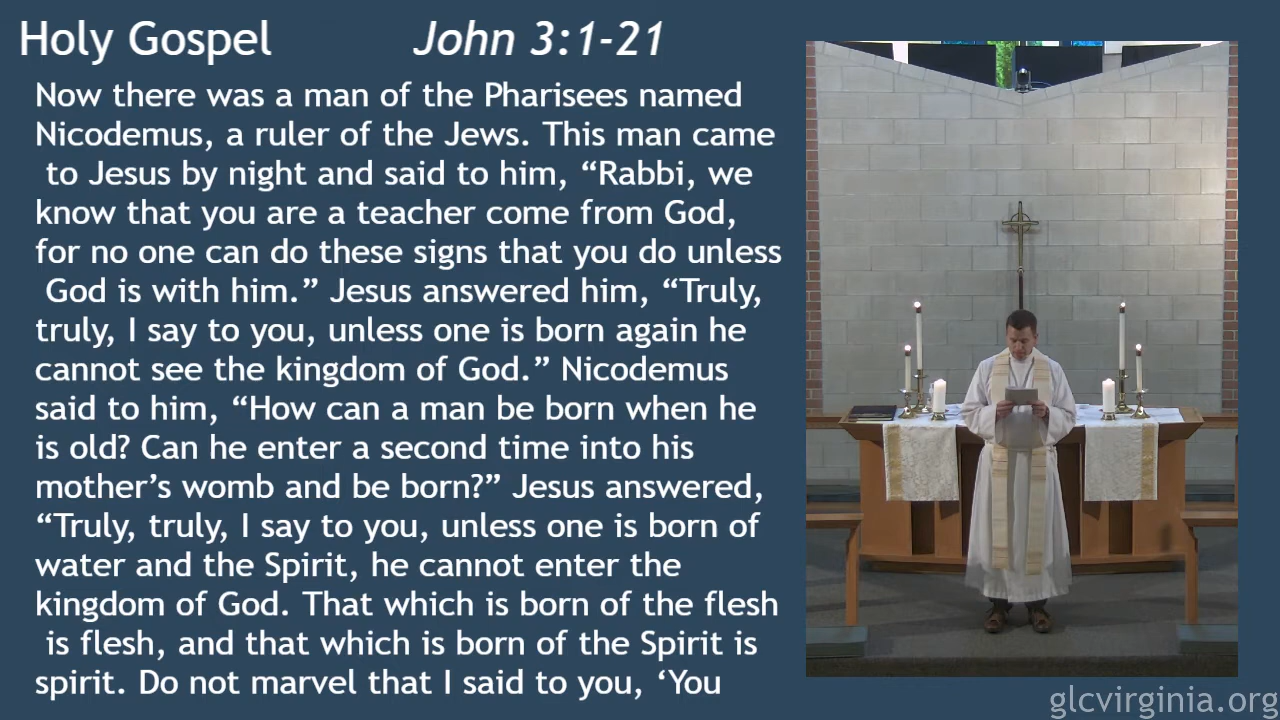 Holy Gospel John 3:1-21
Now there was a man of the Pharisees named
Nicodemus, a ruler of the Jews. This man came
to Jesus by night and said to him, “Rabbi, we
know that you are a teacher come from God,
for no one can do these signs that you do unless
God is with him.” Jesus answered him, “Truly,
truly, I say to you, unless one is born again he
cannot see the kingdom of God.” Nicodemus
said to him, “How can a man be born when he
is old? Can he enter a second time into his
mother’s womb and be born?” Jesus answered,
“Truly, truly, I say to you, unless one is born of
water and the Spirit, he cannot enter the
kingdom of God. That which is born of the flesh
is flesh, and that which is born of the Spirit is
spirit. Do not marvel that I said to you, ‘You
glcvirginia.org